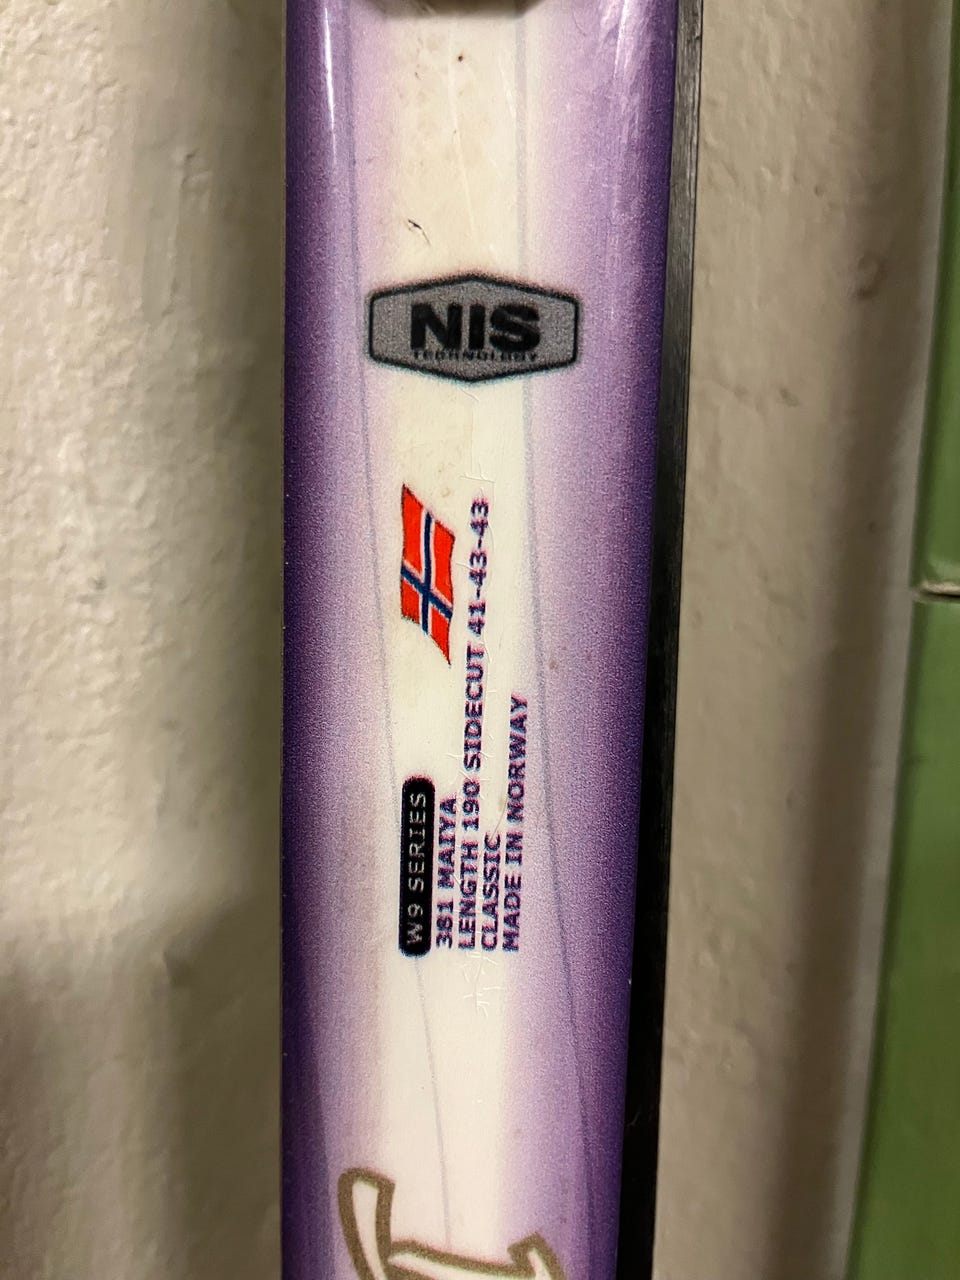 NIS
TECHNOLOGY
W9 SERIES
381 MAIYA
LENGTH 190 SIDECUT 41-43-43
CLASSIC
MADE IN NORWAY